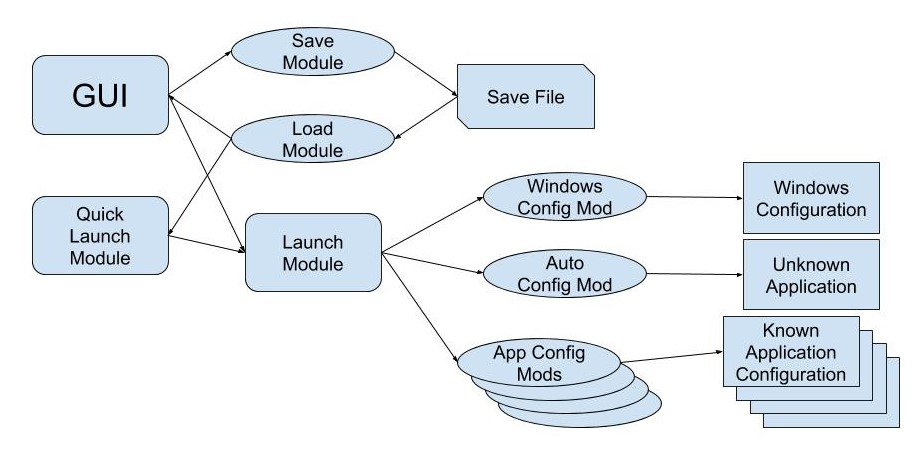 GUI
Save
Module
Save File
Load
Module
Quick
Launch
Module
Launch
Module
Windows
Config Mod
Windows
Configuration
Auto
Config Mod
Unknown
Application
App Config
Mods
Known
Application
Configuration